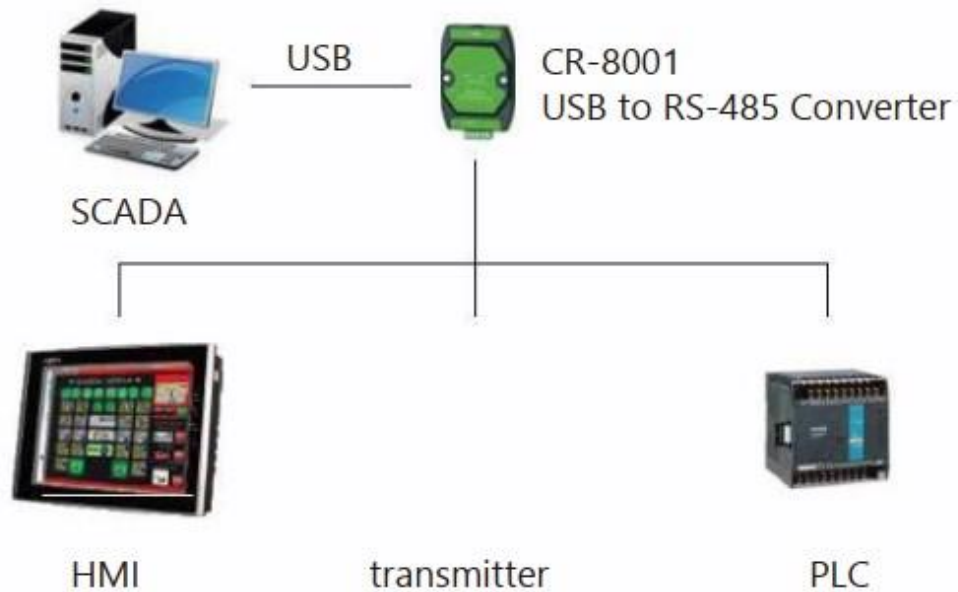 USB
CR-8001
USB to RS-485 Converter
SCADA
HMI
transmitter
PLC